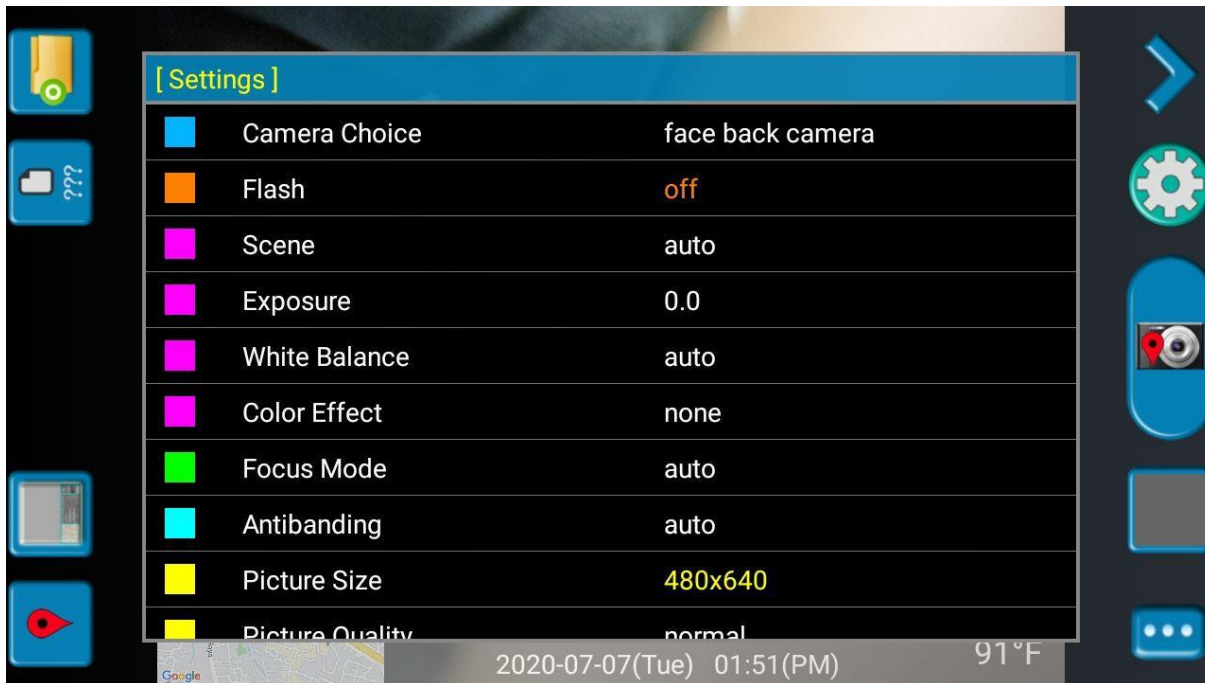 [ Settings ]
Camera Choice face back camera
Flash off
Scene auto
Exposure 0.0
White Balance auto
Color Effect none
Focus Mode auto
Antibanding auto
Picture Size 480x640
Picture Quality normal
???
Google
2020-07-07(Tue) 01:51(PM)
91°F